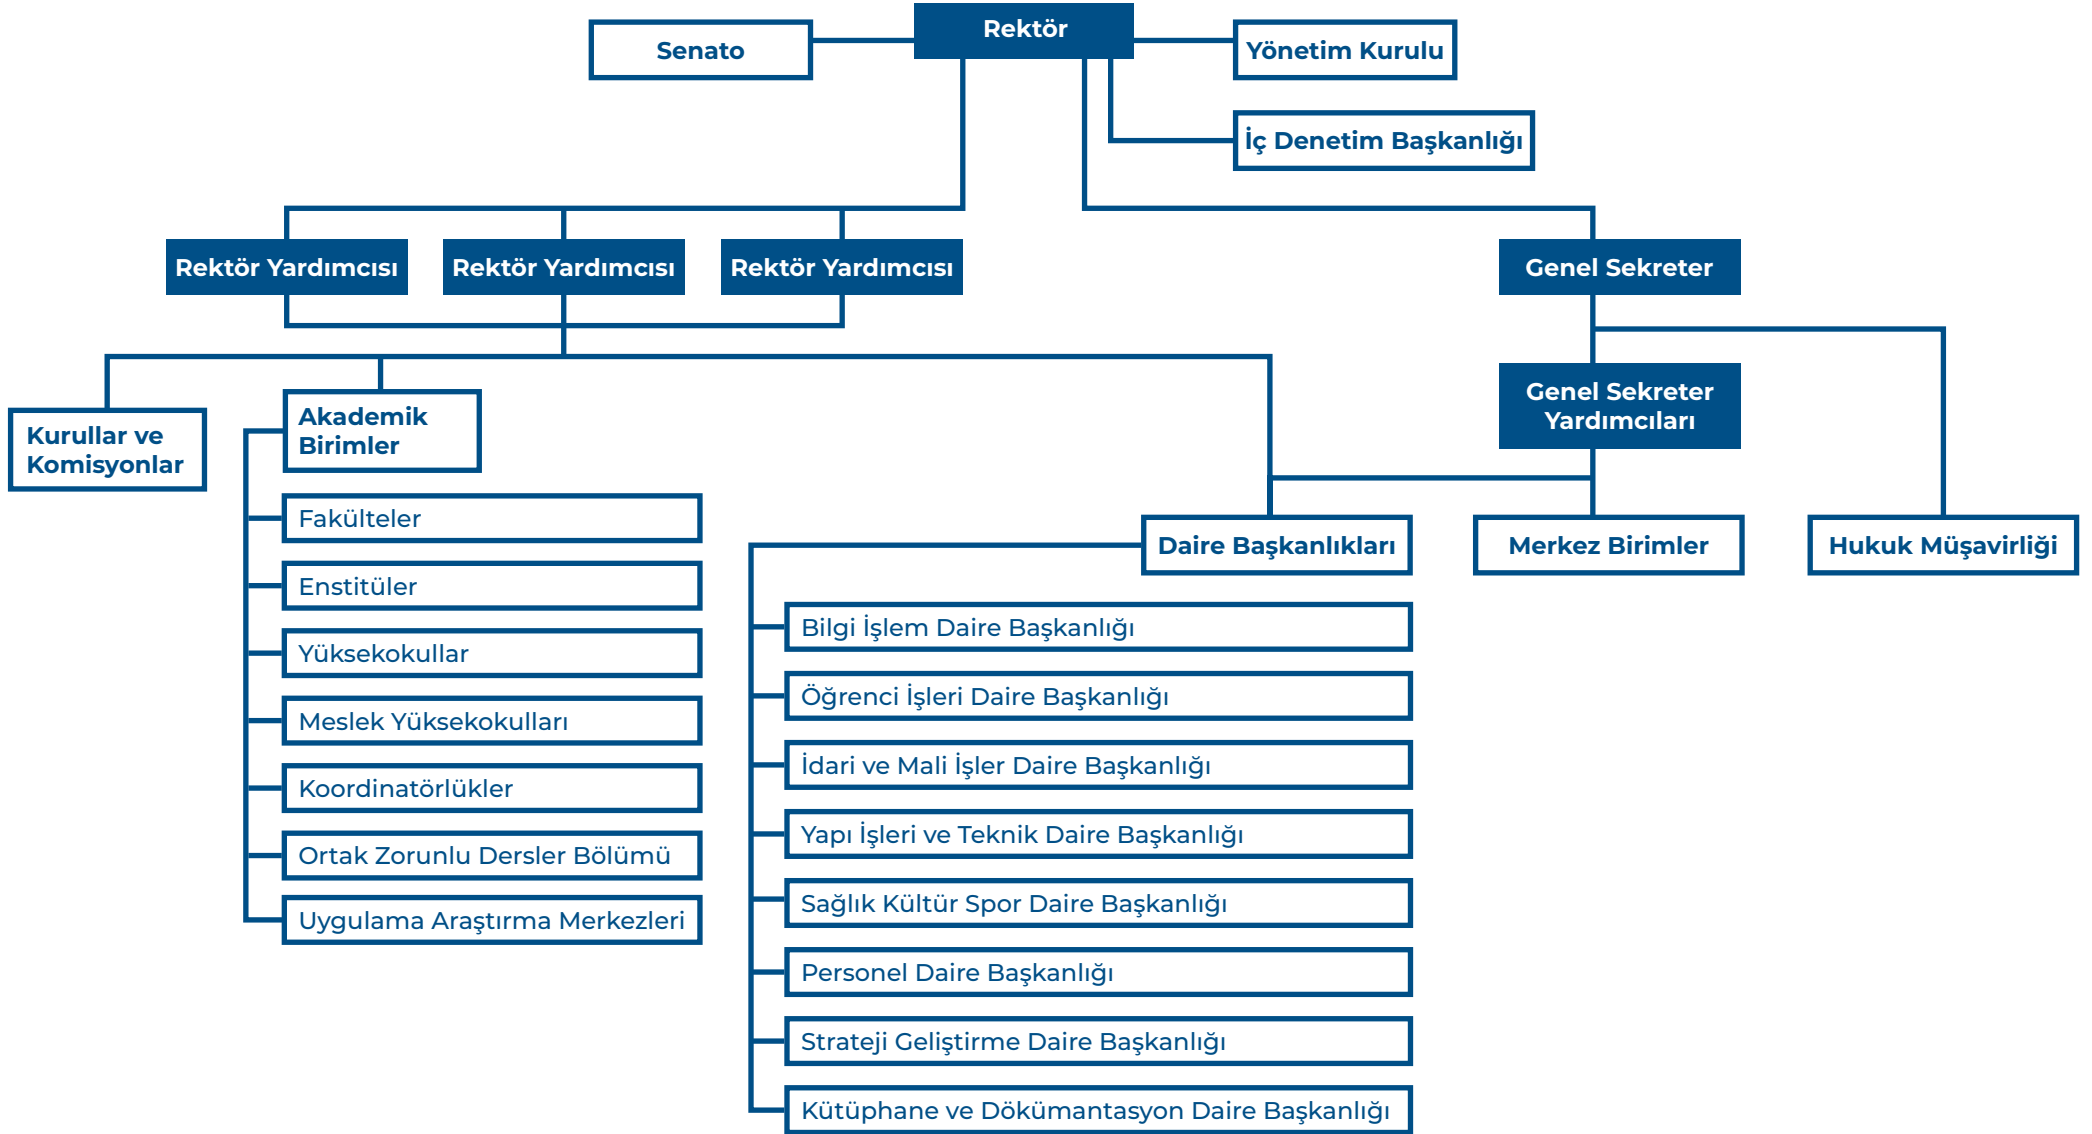 Rektör
Senato
Yönetim Kurulu
İç Denetim Başkanlığı
Rektör Yardımcısı
Rektör Yardımcısı
Rektör Yardımcısı
Genel Sekreter
Genel Sekreter
Yardımcıları
Kurullar ve
Komisyonlar
Akademik
Birimler
Fakülteler
Enstitüler
Yüksekokullar
Meslek Yüksekokulları
Koordinatörlükler
Ortak Zorunlu Dersler Bölümü
Uygulama Araştırma Merkezleri
Daire Başkanlıkları
Merkez Birimler
Hukuk Müşavirliği
Bilgi İşlem Daire Başkanlığı
Öğrenci İşleri Daire Başkanlığı
İdari ve Mali İşler Daire Başkanlığı
Yapı İşleri ve Teknik Daire Başkanlığı
Sağlık Kültür Spor Daire Başkanlığı
Personel Daire Başkanlığı
Strateji Geliştirme Daire Başkanlığı
Kütüphane ve Dökümantasyon Daire Başkanlığı